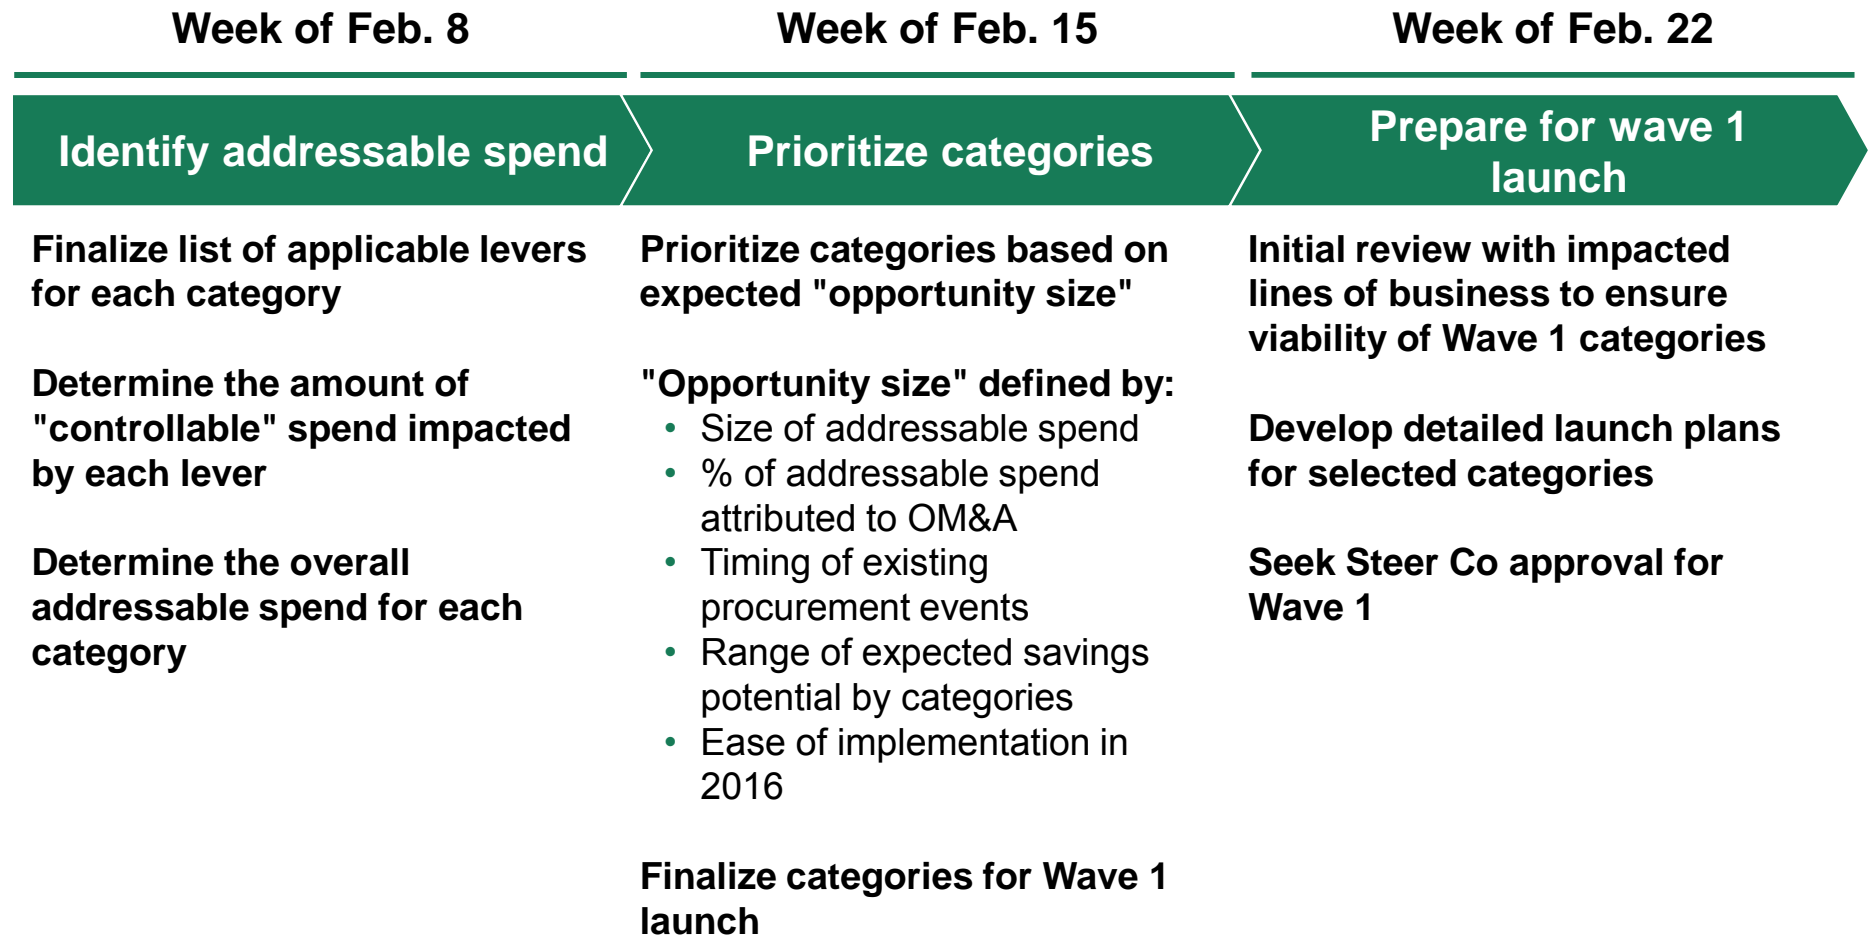 Week of Feb. 8
Week of Feb. 15
Week of Feb. 22
Identify addressable spend
Prioritize categories
Prepare for wave 1
launch
Finalize list of applicable levers
for each category
Determine the amount of
"controllable" spend impacted
by each lever
Determine the overall
addressable spend for each
category
Prioritize categories based on
expected "opportunity size"
"Opportunity size" defined by:
• Size of addressable spend
• % of addressable spend
attributed to OM&A
• Timing of existing
procurement events
• Range of expected savings
potential by categories
• Ease of implementation in
2016
Finalize categories for Wave 1
launch
Initial review with impacted
lines of business to ensure
viability of Wave 1 categories
Develop detailed launch plans
for selected categories
Seek Steer Co approval for
Wave 1